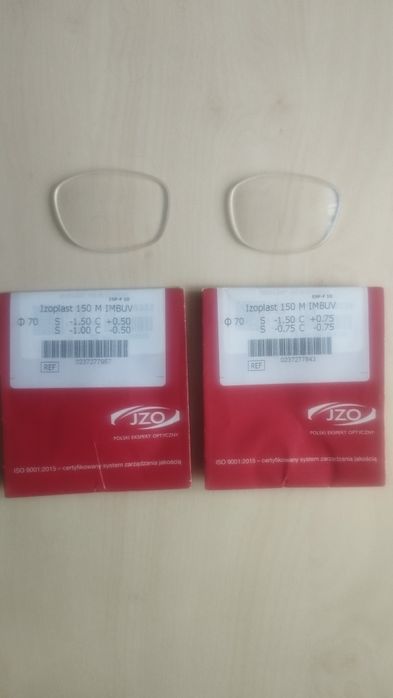 ESP-F 10
Izoplast 150 M IMBUV
Φ 70 S -1.50 C +0.50
S -1.00 C -0.50
REF
JZO
POLSKI EKSPERT OPTYCZNY
ISO 9001:2015 – certyfikowany system zarządzania jakością
Izoplast 150 M IMBUV
Φ 70 S -1.50 C +0.75
S -0.75 C -0.75
REF
JZO
POLSKI EKSPERT OPTYCZNY
ISO 9001:2015 – certyfikowany system zarządzania jakością